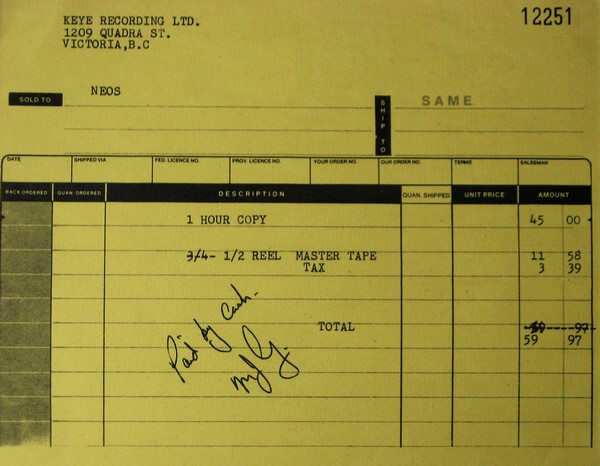 KEYE RECORDING LTD.
12251
1209 QUADRA ST.
VICTORIA,B.C
SOLD TO
NEOS
SHIP TO
SAME
DATE SHIPPED VIA FED. LICENCE NO. PROV. LICENCE NO. YOUR ORDER NO. OUR ORDER NO. TERMS SALESMAN
BACK ORDERED QUAN. ORDERED DESCRIPTION QUAN. SHIPPED UNIT PRICE AMOUNT
1 HOUR COPY 45 00
3/4- 1/2 REEL MASTER TAPE 11 58
TAX 3 39
TOTAL
59 97
Paid by Cash.